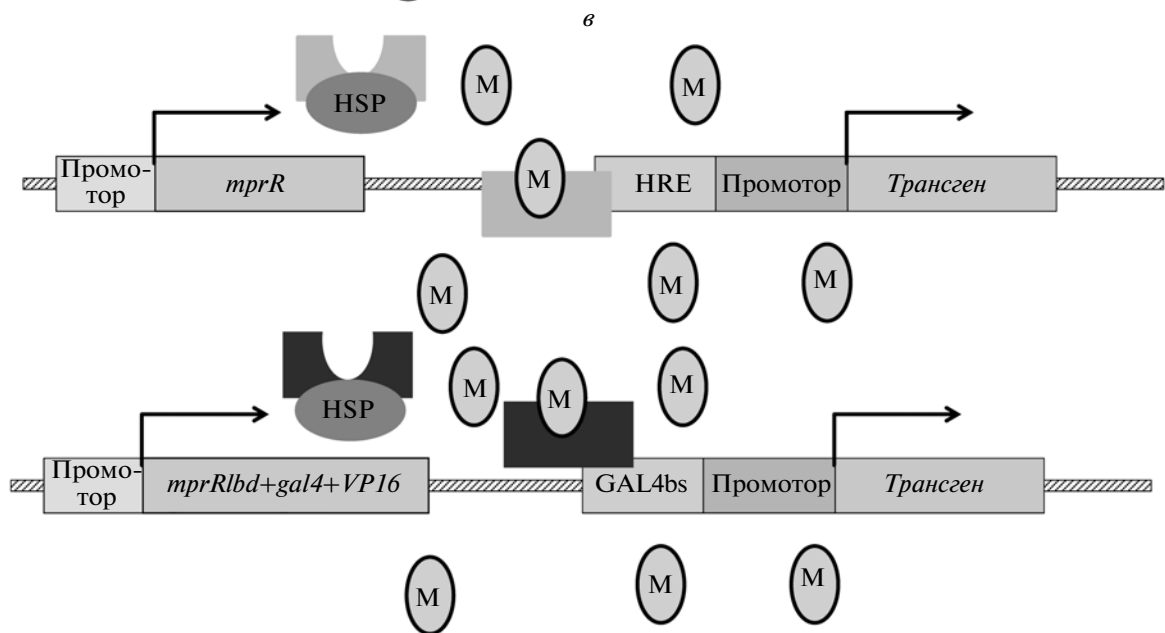 в
HSP
M
M
Промо-
тор
mprR
M
HRE
Промотор
Трансген
M
M
M
HSP
M
M
M
Промо-
тор
mprRlbd+gal4+VP16
GAL4bs
Промотор
Трансген
M
M
M